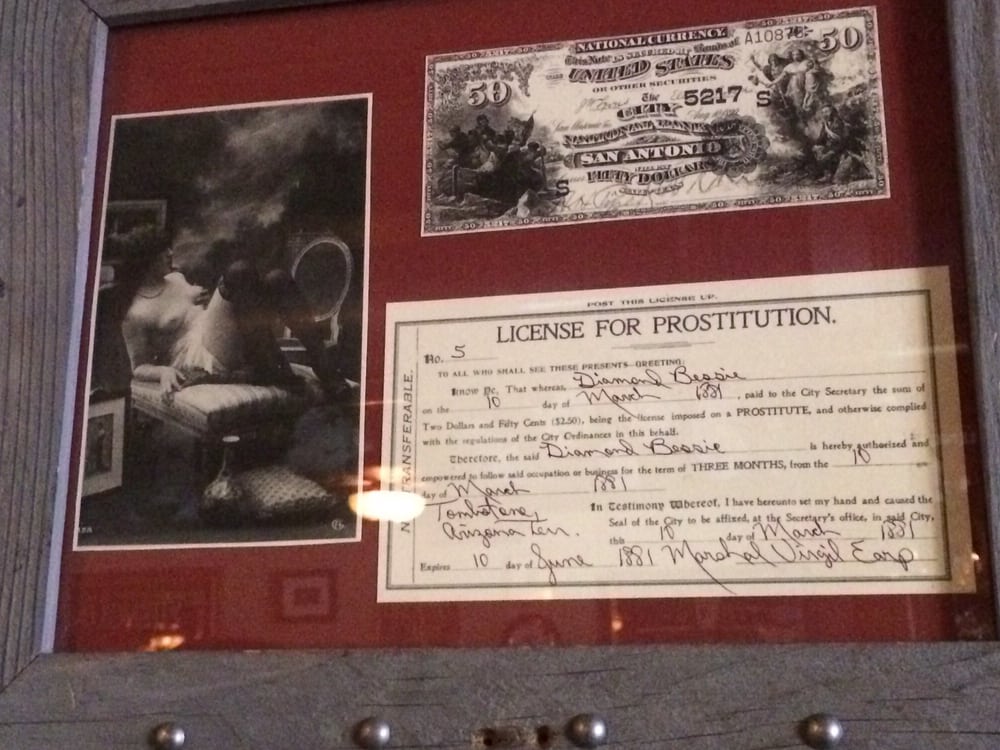 NATIONAL CURRENCY
UNITED STATES
OR OTHER SECURITIES
50
50
The
5217 S
CITY
NATIONAL BANK
SAN ANTONIO
S
FIFTY DOLLARS
POST THIS LICENSE UP.
LICENSE FOR PROSTITUTION.
No. 5
TO ALL WHO SHALL SEE THESE PRESENTS GREETING:
Know Ye, That whereas, Diamond Bessie
on the 10 day of March 1881, paid to the City Secretary the sum of
Two Dollars and Fifty Cents ($2.50), being the license imposed on a PROSTITUTE, and otherwise complied
with the regulations of the City Ordinances in this behalf.
Therefore, the said Diamond Bessie is hereby authorized and
empowered to follow said occupation or business for the term of THREE MONTHS, from the 10
day of March 1881
Tombstone,
Arizona Terr.
In Testimony Whereof, I have hereunto set my hand and caused the
Seal of the City to be affixed, at the Secretary's office, in said City,
this 10 day of March 1881
Expires 10 day of June 1881 Marshal Virgil Earp